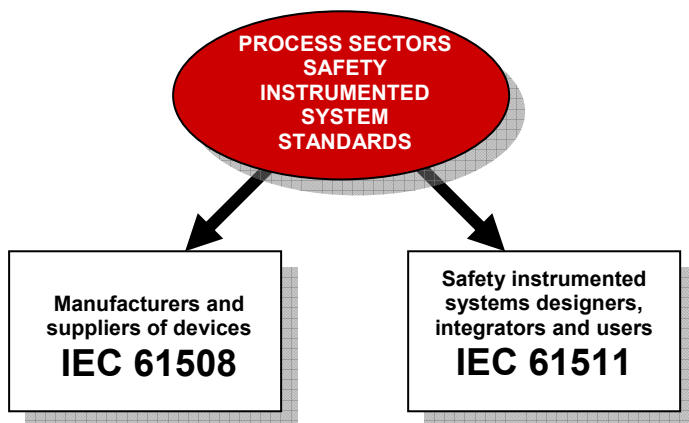 PROCESS SECTORS
SAFETY
INSTRUMENTED
SYSTEM
STANDARDS
Manufacturers and
suppliers of devices
IEC 61508
Safety instrumented
systems designers,
integrators and users
IEC 61511